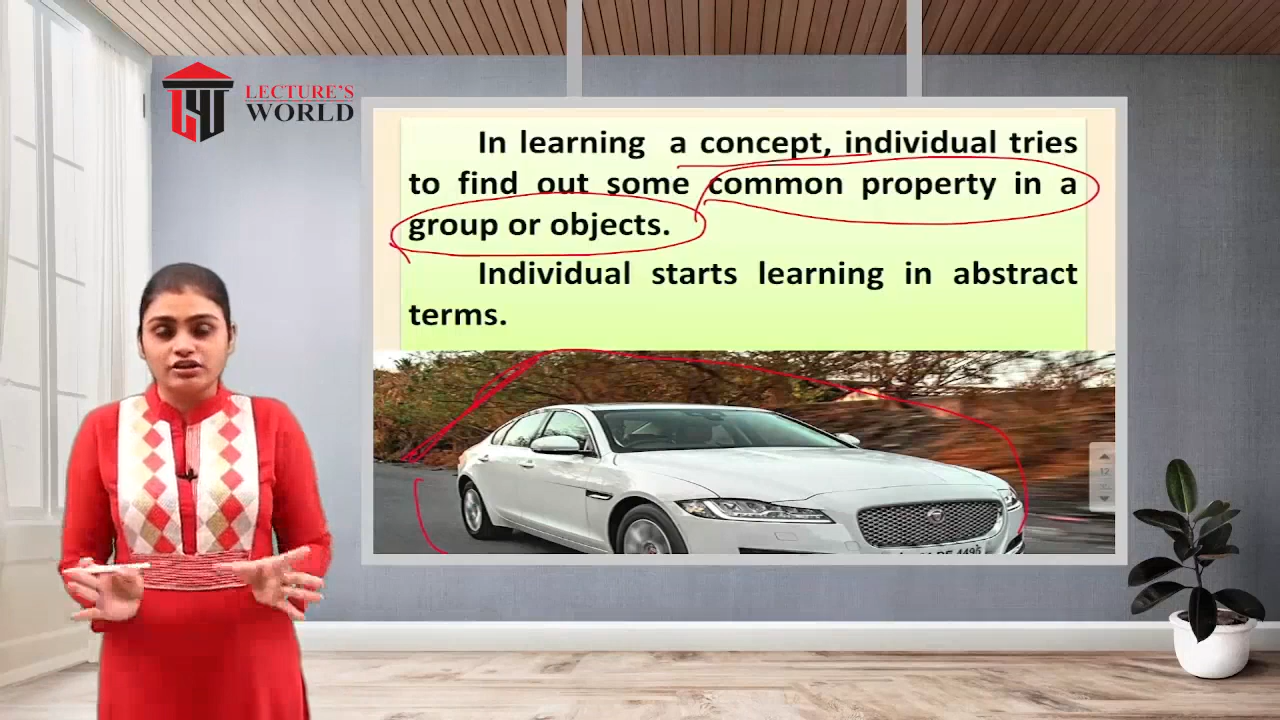 LECTURE'S
WORLD
In learning a concept, individual tries
to find out some common property in a
group or objects.
Individual starts learning in abstract
terms.
12